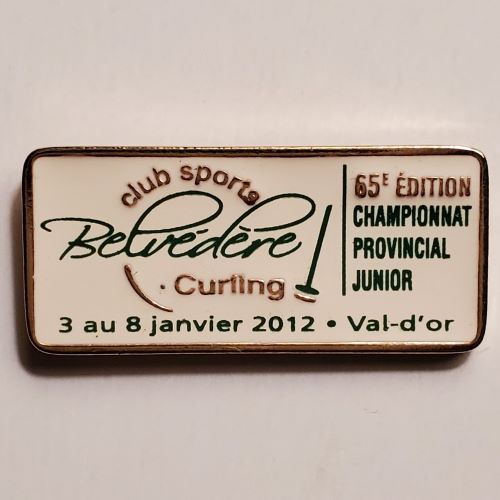 club sports
Belvédère
Curling
65E ÉDITION
CHAMPIONNAT
PROVINCIAL
JUNIOR
3 au 8 janvier 2012 • Val-d'or